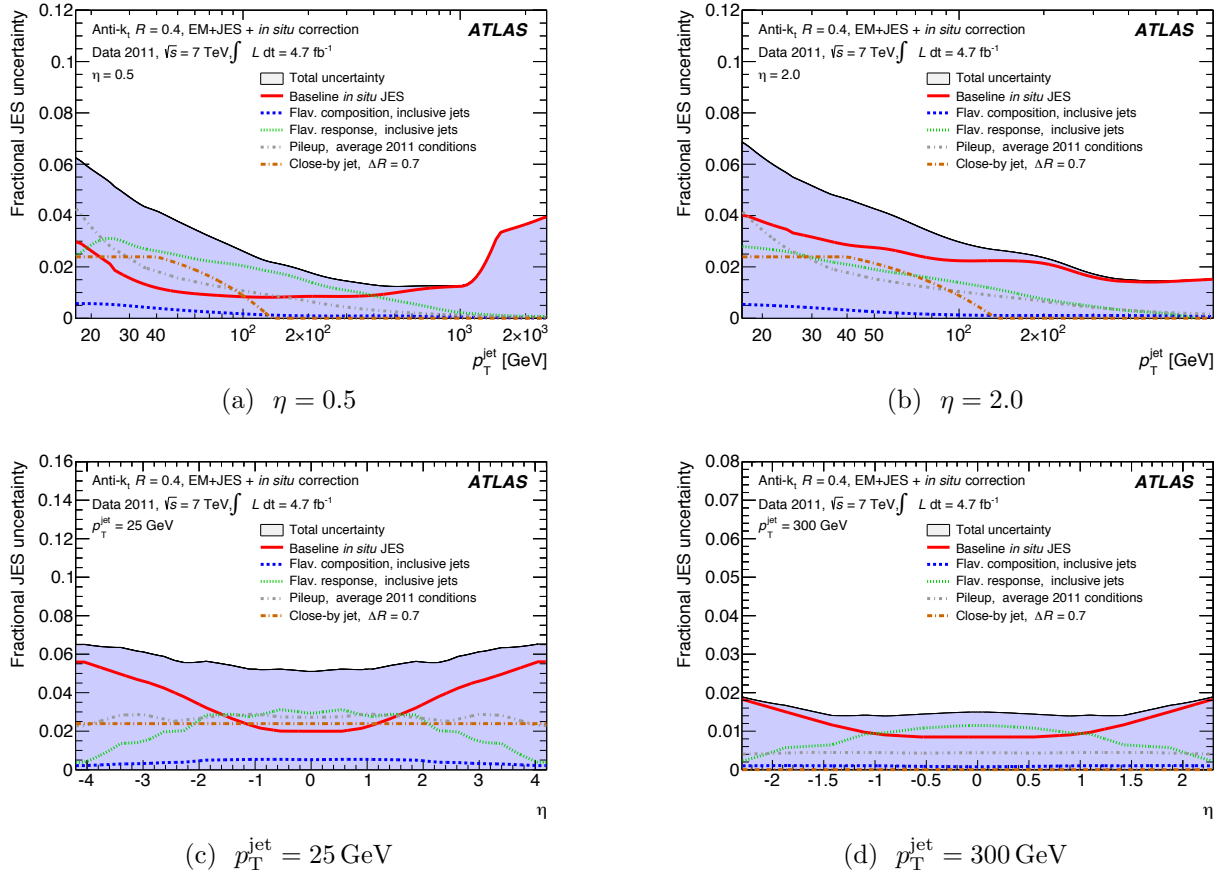 Anti-kt R = 0.4, EM+JES + in situ correction
ATLAS
Data 2011, √s = 7 TeV, ∫ L dt = 4.7 fb-1
η = 0.5
Total uncertainty
Baseline in situ JES
Flav. composition, inclusive jets
Flav. response, inclusive jets
Pileup, average 2011 conditions
Close-by jet, ΔR = 0.7
Fractional JES uncertainty
0.12
0.1
0.08
0.06
0.04
0.02
0
20 30 40 10² 2×10² 10³ 2×10³
pTjet [GeV]
(a) η = 0.5
Anti-kt R = 0.4, EM+JES + in situ correction
ATLAS
Data 2011, √s = 7 TeV, ∫ L dt = 4.7 fb-1
η = 2.0
Total uncertainty
Baseline in situ JES
Flav. composition, inclusive jets
Flav. response, inclusive jets
Pileup, average 2011 conditions
Close-by jet, ΔR = 0.7
Fractional JES uncertainty
0.12
0.1
0.08
0.06
0.04
0.02
0
20 30 40 50 10² 2×10²
pTjet [GeV]
(b) η = 2.0
Anti-kt R = 0.4, EM+JES + in situ correction
ATLAS
Data 2011, √s = 7 TeV, ∫ L dt = 4.7 fb-1
pTjet = 25 GeV
Total uncertainty
Baseline in situ JES
Flav. composition, inclusive jets
Flav. response, inclusive jets
Pileup, average 2011 conditions
Close-by jet, ΔR = 0.7
Fractional JES uncertainty
0.16
0.14
0.12
0.1
0.08
0.06
0.04
0.02
0
-4 -3 -2 -1 0 1 2 3 4
η
(c) pTjet = 25 GeV
Anti-kt R = 0.4, EM+JES + in situ correction
ATLAS
Data 2011, √s = 7 TeV, ∫ L dt = 4.7 fb-1
pTjet = 300 GeV
Total uncertainty
Baseline in situ JES
Flav. composition, inclusive jets
Flav. response, inclusive jets
Pileup, average 2011 conditions
Close-by jet, ΔR = 0.7
Fractional JES uncertainty
0.08
0.07
0.06
0.05
0.04
0.03
0.02
0.01
0
-2 -1.5 -1 -0.5 0 0.5 1 1.5 2
η
(d) pTjet = 300 GeV